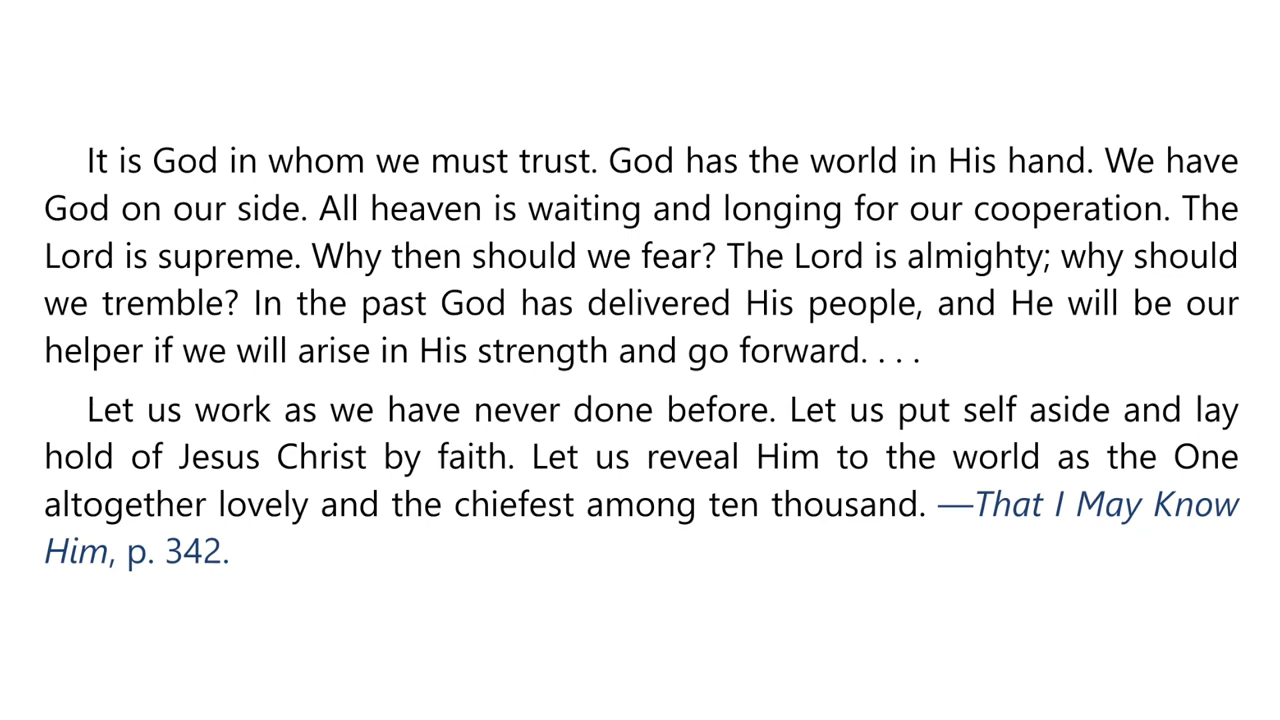 It is God in whom we must trust. God has the world in His hand. We have
God on our side. All heaven is waiting and longing for our cooperation. The
Lord is supreme. Why then should we fear? The Lord is almighty; why should
we tremble? In the past God has delivered His people, and He will be our
helper if we will arise in His strength and go forward. . . .
Let us work as we have never done before. Let us put self aside and lay
hold of Jesus Christ by faith. Let us reveal Him to the world as the One
altogether lovely and the chiefest among ten thousand. —That I May Know
Him, p. 342.